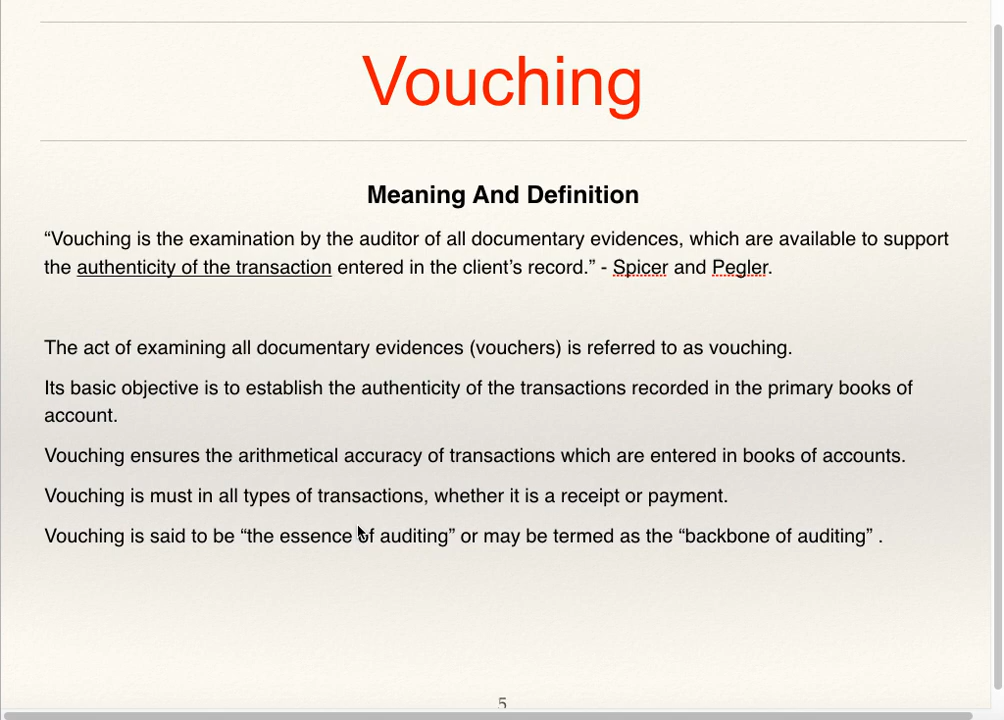 Vouching
Meaning And Definition
“Vouching is the examination by the auditor of all documentary evidences, which are available to support
the authenticity of the transaction entered in the client’s record.” - Spicer and Pegler.
The act of examining all documentary evidences (vouchers) is referred to as vouching.
Its basic objective is to establish the authenticity of the transactions recorded in the primary books of
account.
Vouching ensures the arithmetical accuracy of transactions which are entered in books of accounts.
Vouching is must in all types of transactions, whether it is a receipt or payment.
Vouching is said to be “the essence of auditing” or may be termed as the “backbone of auditing” .
5